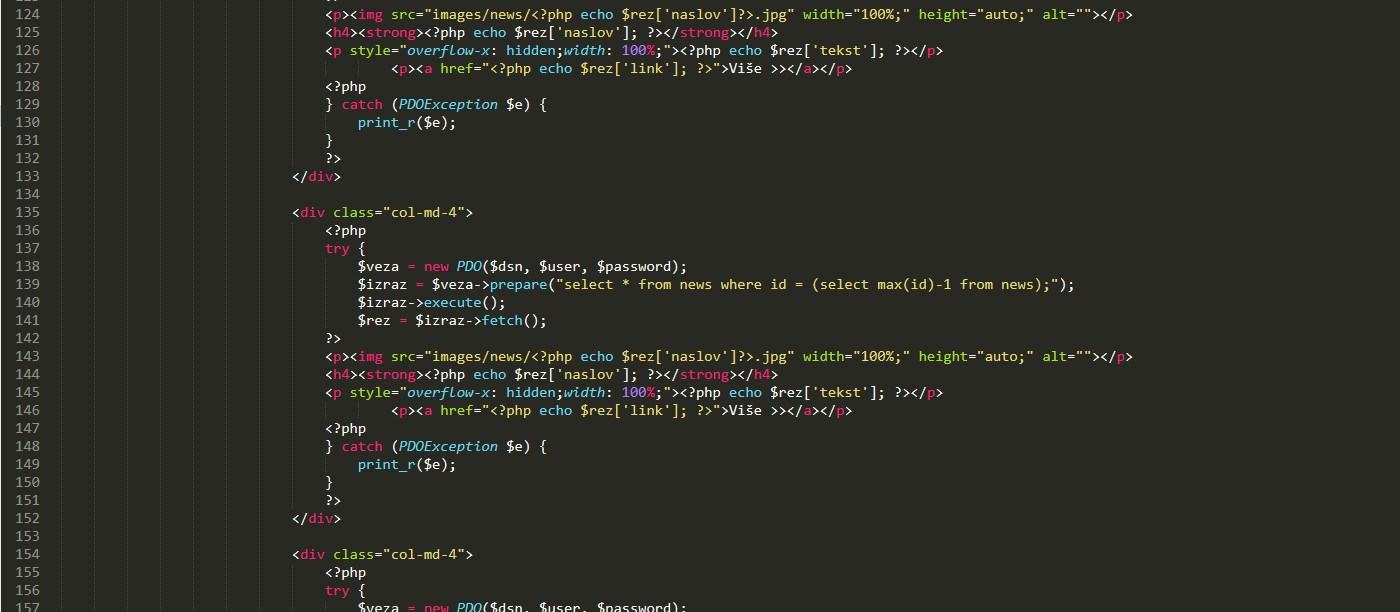 124 <p><img src="images/news/<?php echo $rez['naslov']?>.jpg" width="100%;" height="auto;" alt=""></p>
125 <h4><strong><?php echo $rez['naslov']; ?></strong></h4>
126 <p style="overflow-x: hidden;width: 100%;"><?php echo $rez['tekst']; ?></p>
127 <p><a href="<?php echo $rez['link']; ?>">Više >></a></p>
128 <?php
129 } catch (PDOException $e) {
130 print_r($e);
131 }
132 ?>
133 </div>
134
135 <div class="col-md-4">
136 <?php
137 try {
138 $veza = new PDO($dsn, $user, $password);
139 $izraz = $veza->prepare("select * from news where id = (select max(id)-1 from news);");
140 $izraz->execute();
141 $rez = $izraz->fetch();
142 ?>
143 <p><img src="images/news/<?php echo $rez['naslov']?>.jpg" width="100%;" height="auto;" alt=""></p>
144 <h4><strong><?php echo $rez['naslov']; ?></strong></h4>
145 <p style="overflow-x: hidden;width: 100%;"><?php echo $rez['tekst']; ?></p>
146 <p><a href="<?php echo $rez['link']; ?>">Više >></a></p>
147 <?php
148 } catch (PDOException $e) {
149 print_r($e);
150 }
151 ?>
152 </div>
153
154 <div class="col-md-4">
155 <?php
156 try {
157 $veza = new PDO($dsn, $user, $password);